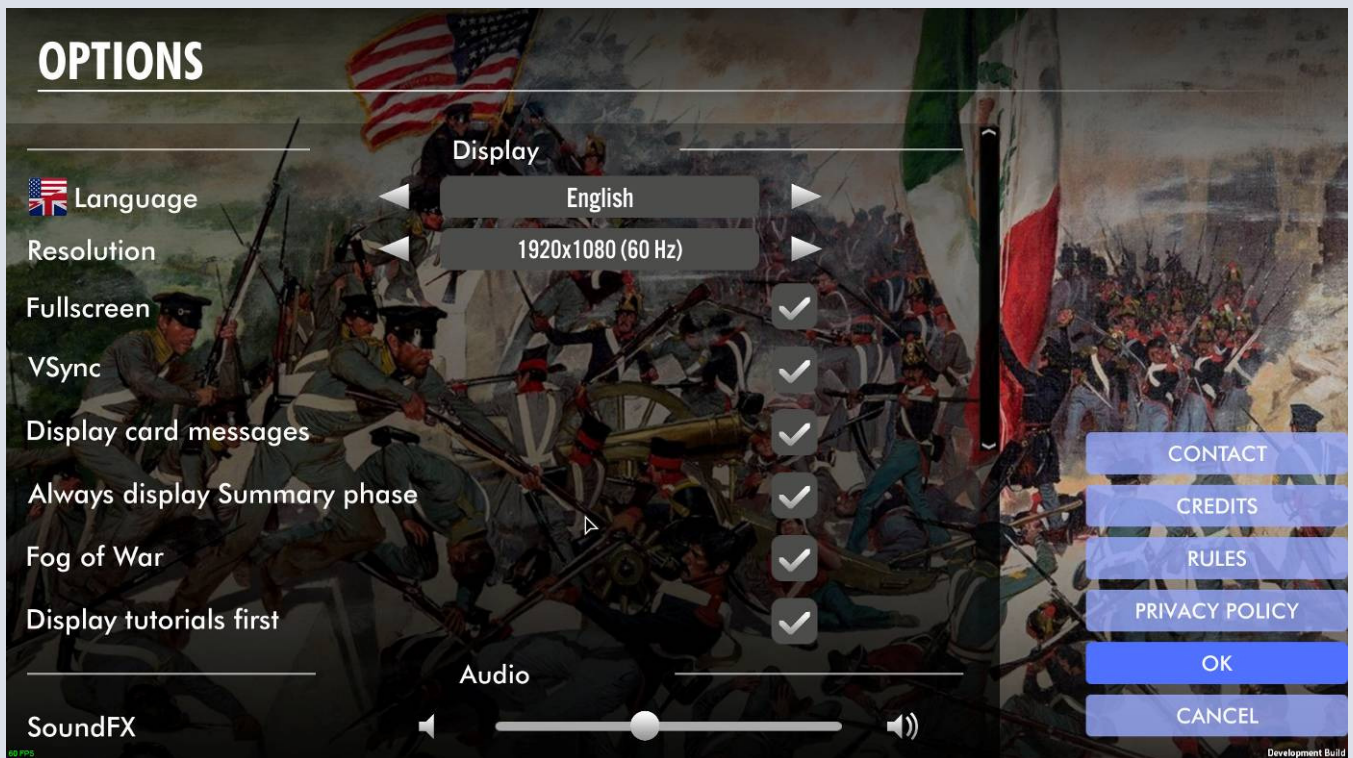 OPTIONS
Display
Language
English
Resolution
1920x1080 (60 Hz)
Fullscreen
VSync
Display card messages
Always display Summary phase
Fog of War
Display tutorials first
Audio
SoundFX
CONTACT
CREDITS
RULES
PRIVACY POLICY
OK
CANCEL
60 FPS
Development Build